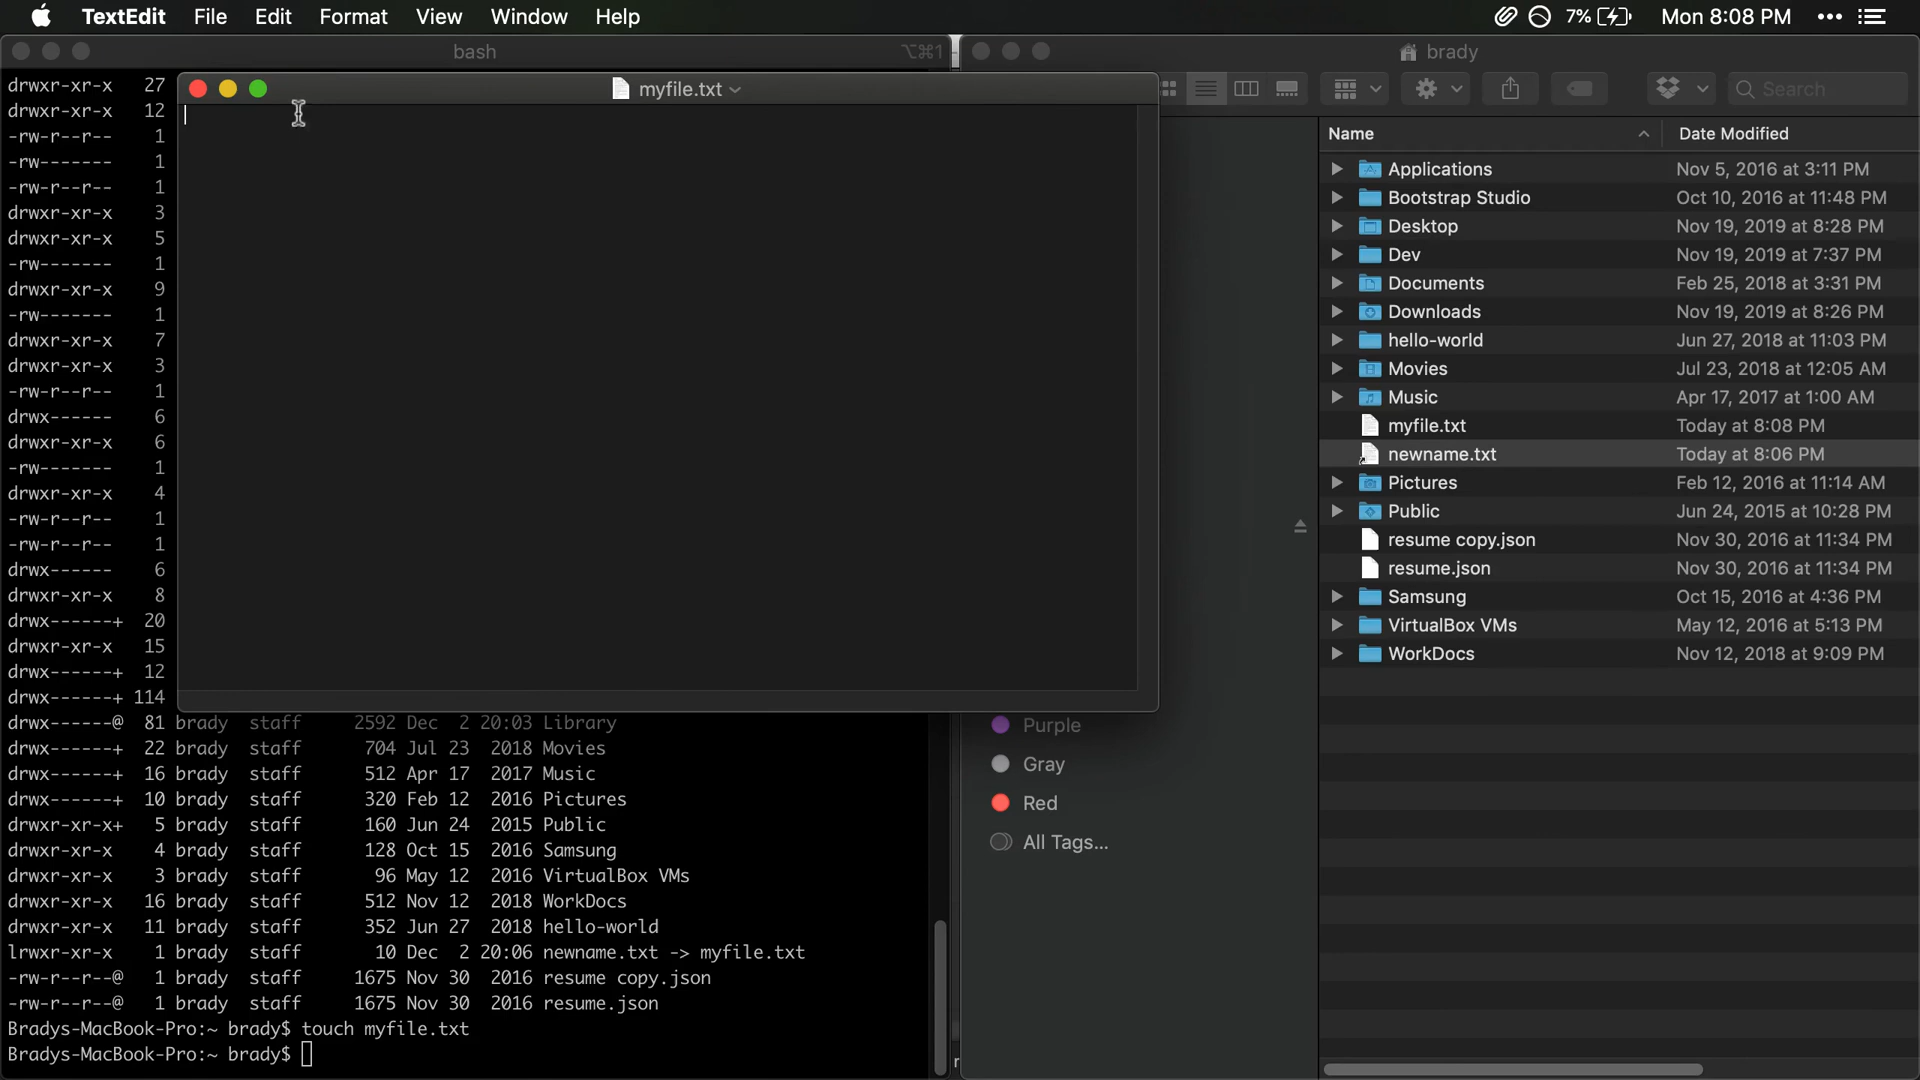 TextEdit File Edit Format View Window Help 7% Mon 8:08 PM
bash ⌥⌘1
brady
myfile.txt
Search
Name Date Modified
drwxr-xr-x 27
drwxr-xr-x 12
-rw-r--r-- 1
-rw------- 1
-rw-r--r-- 1
drwxr-xr-x 3
drwxr-xr-x 5
-rw------- 1
drwxr-xr-x 9
-rw------- 1
drwxr-xr-x 7
drwxr-xr-x 3
-rw-r--r-- 1
drwx------ 6
drwxr-xr-x 6
-rw------- 1
drwxr-xr-x 4
-rw-r--r-- 1
-rw-r--r-- 1
drwx------ 6
drwxr-xr-x 8
drwx------+ 20
drwxr-xr-x 15
drwx------+ 12
drwx------+ 114
drwx------@ 81 brady staff 2592 Dec 2 20:03 Library
drwx------+ 22 brady staff 704 Jul 23 2018 Movies
drwx------+ 16 brady staff 512 Apr 17 2017 Music
drwx------+ 10 brady staff 320 Feb 12 2016 Pictures
drwxr-xr-x+ 5 brady staff 160 Jun 24 2015 Public
drwxr-xr-x 4 brady staff 128 Oct 15 2016 Samsung
drwxr-xr-x 3 brady staff 96 May 12 2016 VirtualBox VMs
drwxr-xr-x 16 brady staff 512 Nov 12 2018 WorkDocs
drwxr-xr-x 11 brady staff 352 Jun 27 2018 hello-world
lrwxr-xr-x 1 brady staff 10 Dec 2 20:06 newname.txt -> myfile.txt
-rw-r--r--@ 1 brady staff 1675 Nov 30 2016 resume copy.json
-rw-r--r--@ 1 brady staff 1675 Nov 30 2016 resume.json
Bradys-MacBook-Pro:~ brady$ touch myfile.txt
Bradys-MacBook-Pro:~ brady$
Purple
Gray
Red
All Tags...
Applications Nov 5, 2016 at 3:11 PM
Bootstrap Studio Oct 10, 2016 at 11:48 PM
Desktop Nov 19, 2019 at 8:28 PM
Dev Nov 19, 2019 at 7:37 PM
Documents Feb 25, 2018 at 3:31 PM
Downloads Nov 19, 2019 at 8:26 PM
hello-world Jun 27, 2018 at 11:03 PM
Movies Jul 23, 2018 at 12:05 AM
Music Apr 17, 2017 at 1:00 AM
myfile.txt Today at 8:08 PM
newname.txt Today at 8:06 PM
Pictures Feb 12, 2016 at 11:14 AM
Public Jun 24, 2015 at 10:28 PM
resume copy.json Nov 30, 2016 at 11:34 PM
resume.json Nov 30, 2016 at 11:34 PM
Samsung Oct 15, 2016 at 4:36 PM
VirtualBox VMs May 12, 2016 at 5:13 PM
WorkDocs Nov 12, 2018 at 9:09 PM